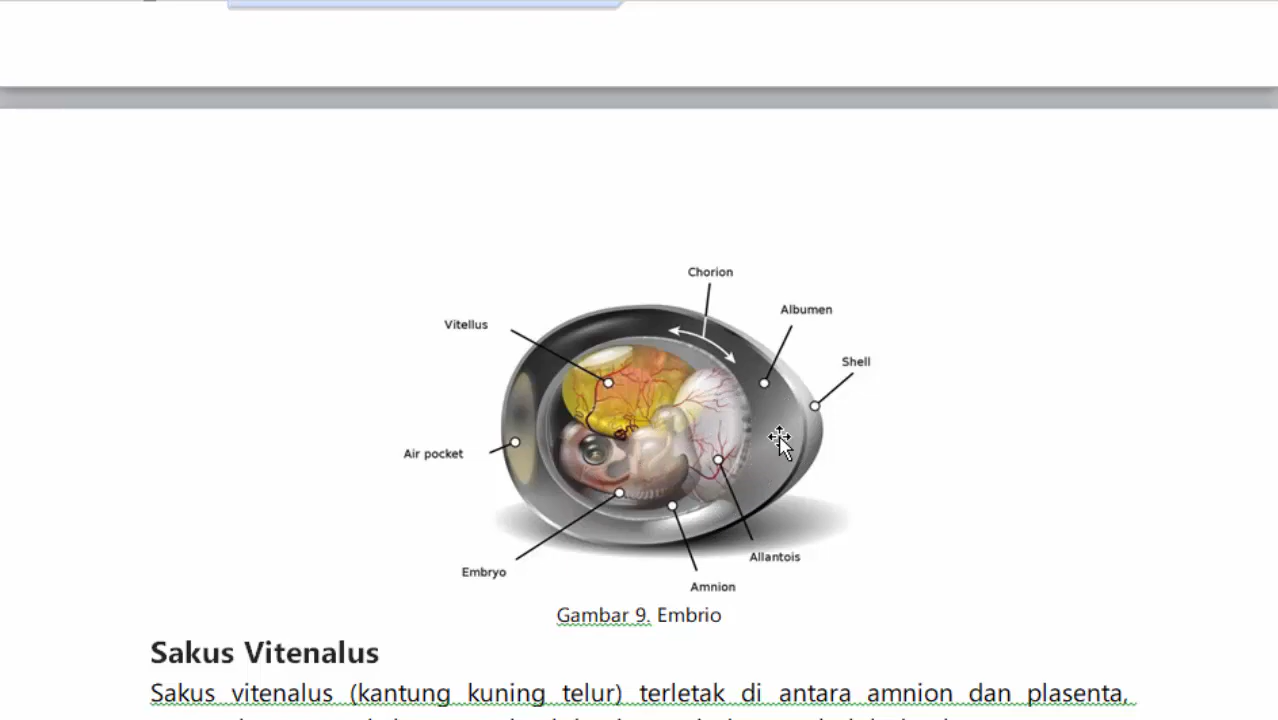 Chorion
Albumen
Vitellus
Shell
Air pocket
Allantois
Embryo
Amnion
Gambar 9. Embrio
Sakus Vitenalus
Sakus vitenalus (kantung kuning telur) terletak di antara amnion dan plasenta,